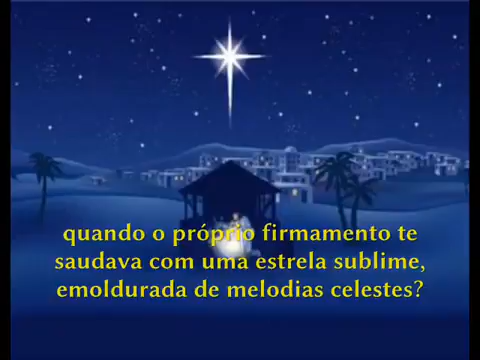 quando o próprio firmamento te
saudava com uma estrela sublime,
emoldurada de melodias celestes?